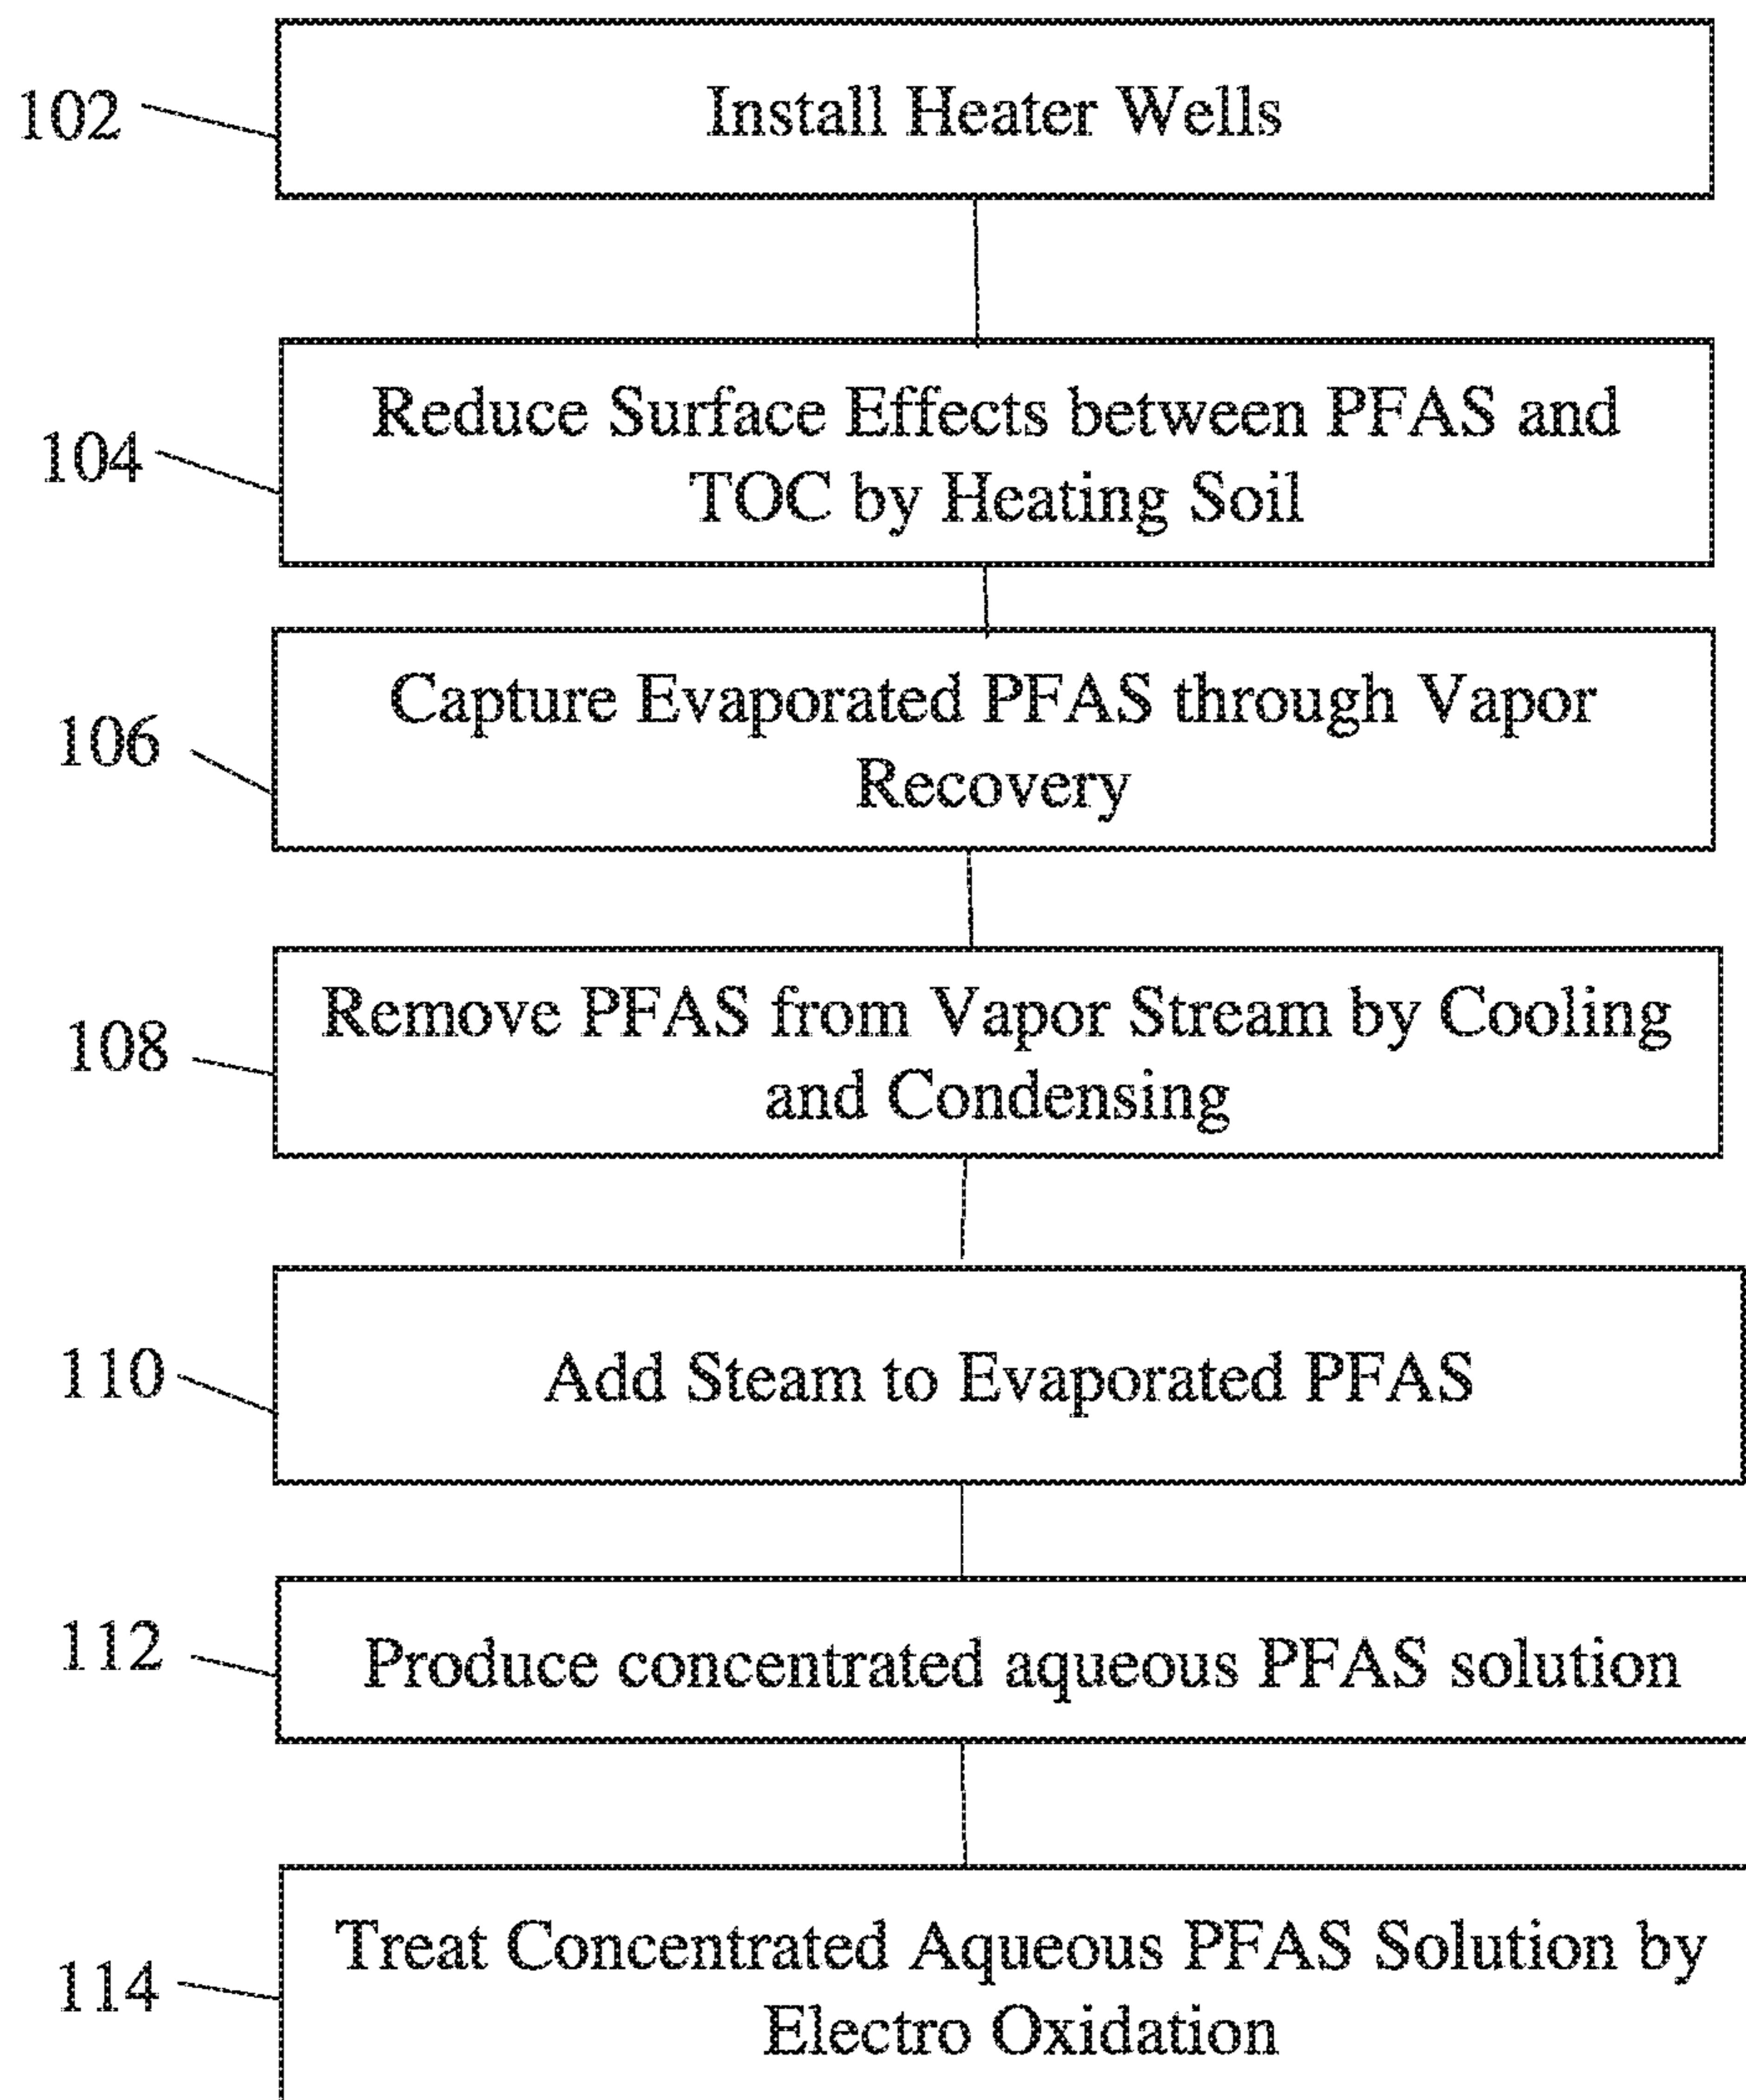 102
Install Heater Wells
104
Reduce Surface Effects between PFAS and
TOC by Heating Soil
106
Capture Evaporated PFAS through Vapor
Recovery
108
Remove PFAS from Vapor Stream by Cooling
and Condensing
110
Add Steam to Evaporated PFAS
112
Produce concentrated aqueous PFAS solution
114
Treat Concentrated Aqueous PFAS Solution by
Electro Oxidation